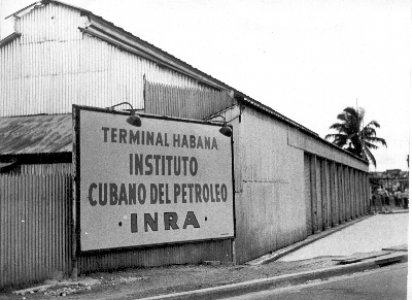 TERMINAL HABANA
INSTITUTO
CUBANO DEL PETROLEO
INRA